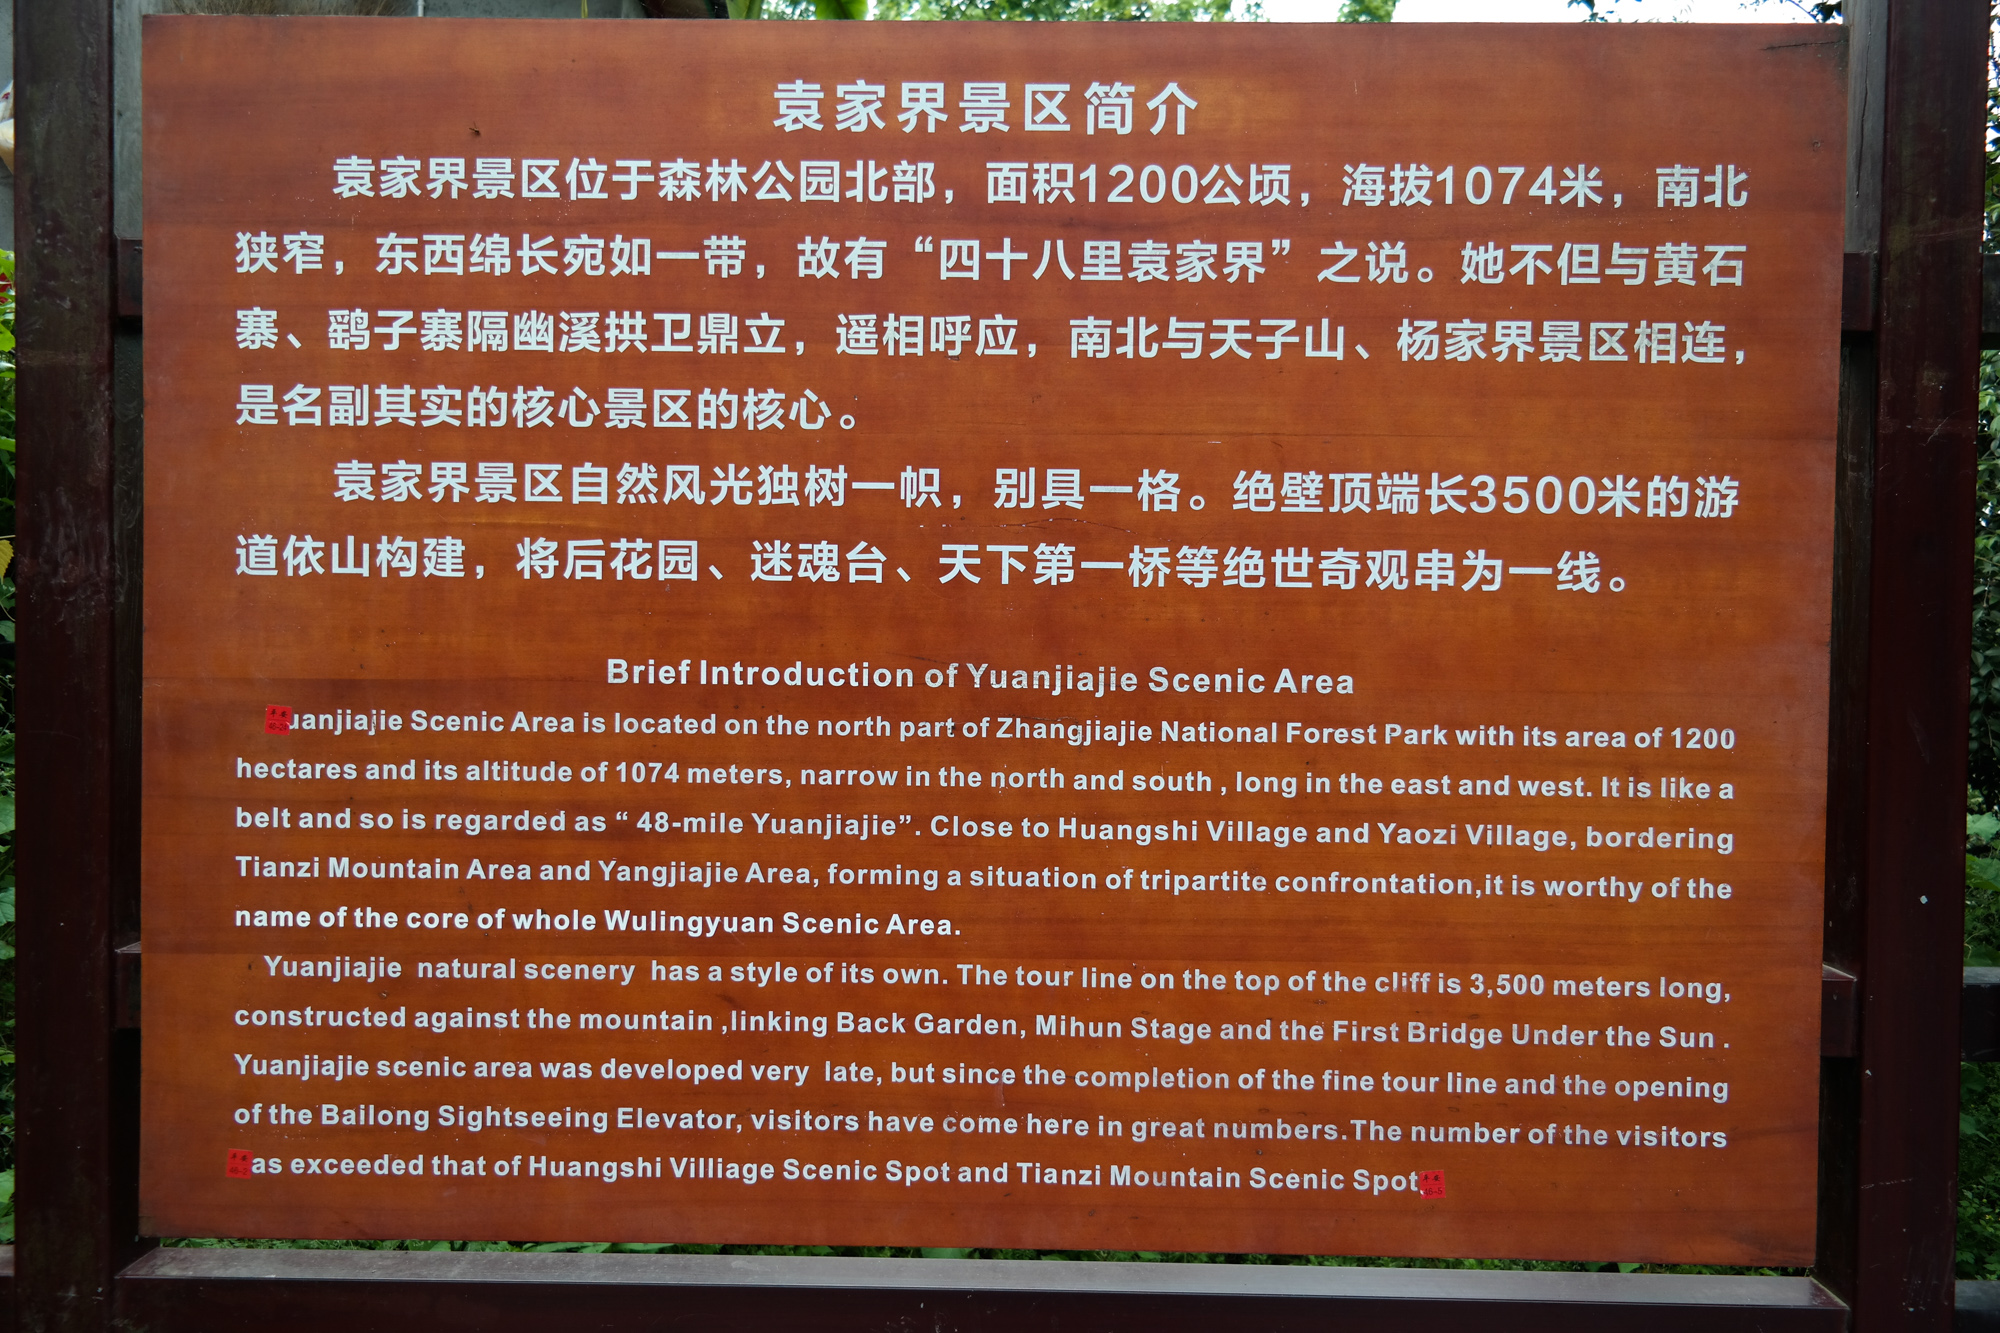 袁家界景区简介
袁家界景区位于森林公园北部，面积1200公顷，海拔1074米，南北
狭窄，东西绵长宛如一带，故有“四十八里袁家界”之说。她不但与黄石
寨、鹞子寨隔幽溪拱卫鼎立，遥相呼应，南北与天子山、杨家界景区相连，
是名副其实的核心景区的核心。
袁家界景区自然风光独树一帜，别具一格。绝壁顶端长3500米的游
道依山构建，将后花园、迷魂台、天下第一桥等绝世奇观串为一线。
Brief Introduction of Yuanjiajie Scenic Area
uanjiajie Scenic Area is located on the north part of Zhangjiajie National Forest Park with its area of 1200
hectares and its altitude of 1074 meters, narrow in the north and south , long in the east and west. It is like a
belt and so is regarded as “ 48-mile Yuanjiajie”. Close to Huangshi Village and Yaozi Village, bordering
Tianzi Mountain Area and Yangjiajie Area, forming a situation of tripartite confrontation,it is worthy of the
name of the core of whole Wulingyuan Scenic Area.
Yuanjiajie natural scenery has a style of its own. The tour line on the top of the cliff is 3,500 meters long,
constructed against the mountain ,linking Back Garden, Mihun Stage and the First Bridge Under the Sun .
Yuanjiajie scenic area was developed very late, but since the completion of the fine tour line and the opening
of the Bailong Sightseeing Elevator, visitors have come here in great numbers.The number of the visitors
as exceeded that of Huangshi Villiage Scenic Spot and Tianzi Mountain Scenic Spot